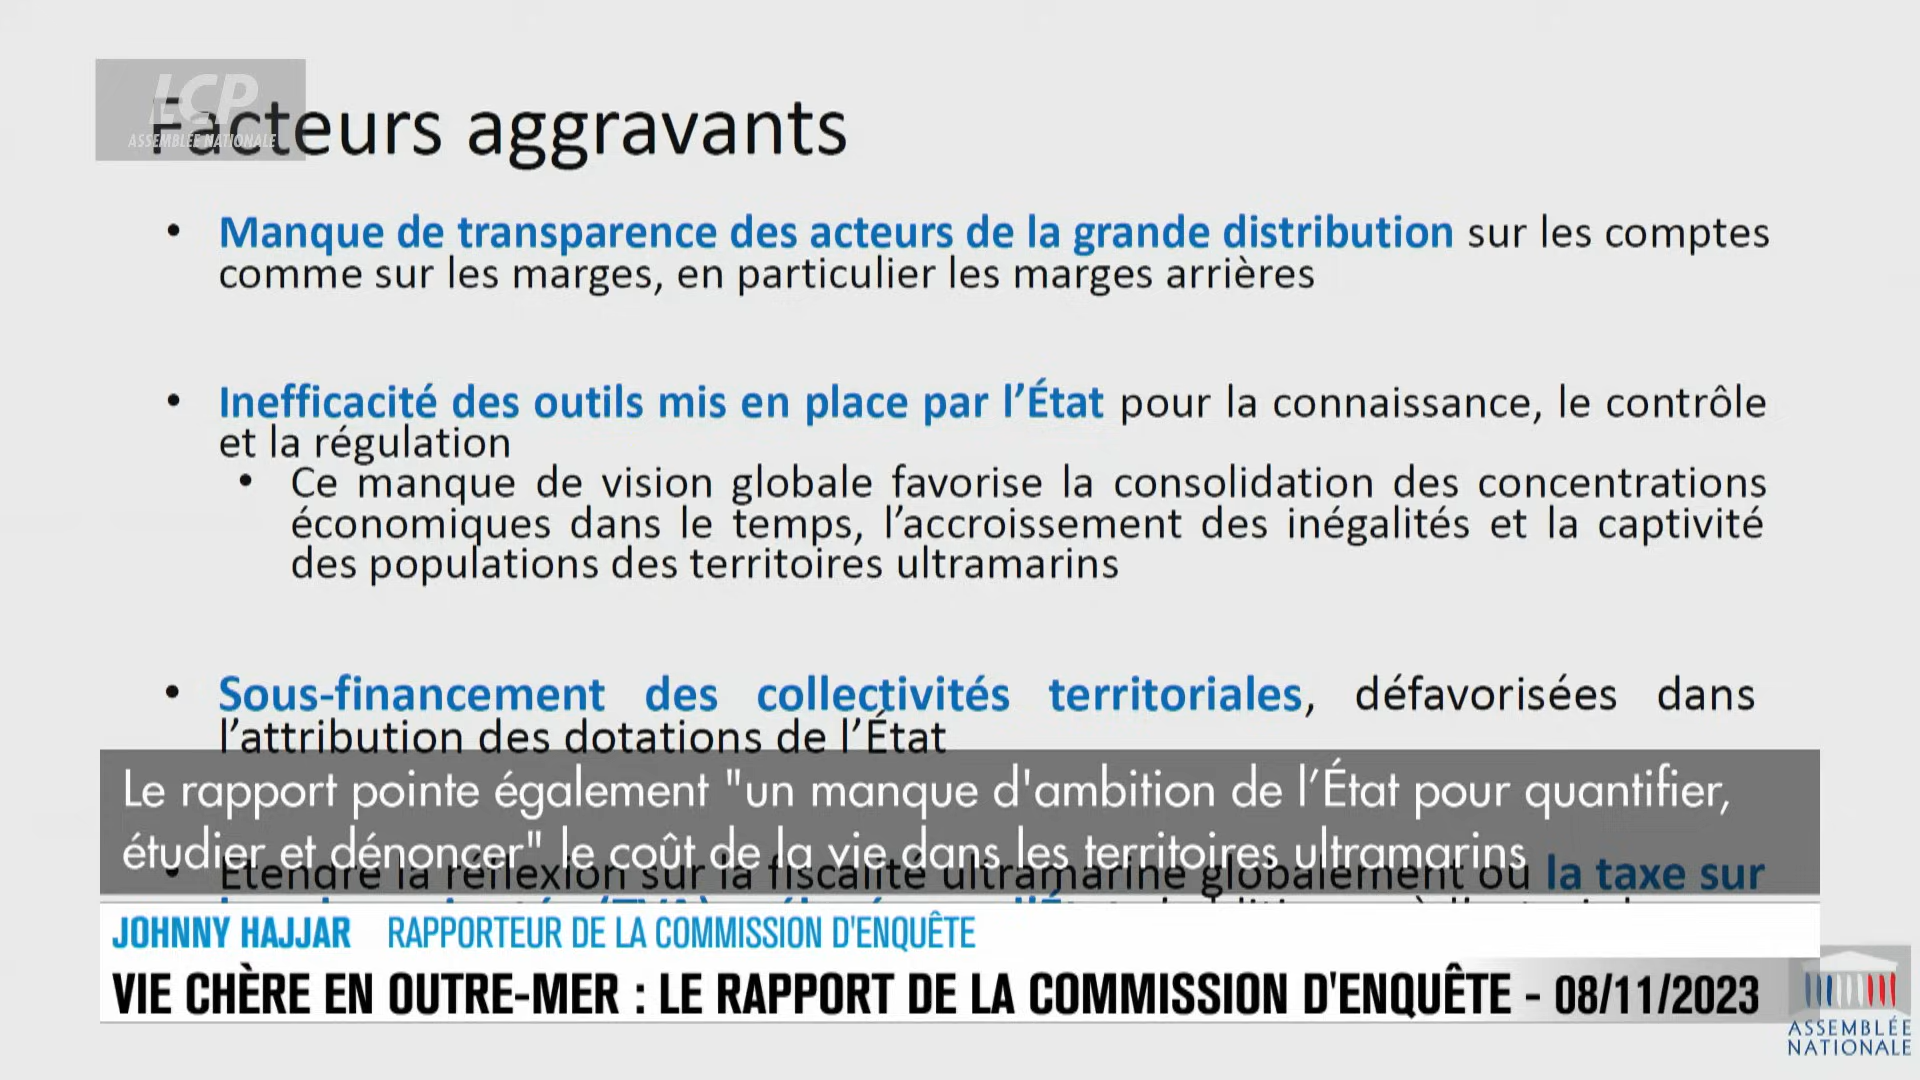 LCP
ASSEMBLÉE NATIONALE
Facteurs aggravants
• Manque de transparence des acteurs de la grande distribution sur les comptes
comme sur les marges, en particulier les marges arrières
• Inefficacité des outils mis en place par l’État pour la connaissance, le contrôle
et la régulation
• Ce manque de vision globale favorise la consolidation des concentrations
économiques dans le temps, l’accroissement des inégalités et la captivité
des populations des territoires ultramarins
• Sous-financement des collectivités territoriales, défavorisées dans
l’attribution des dotations de l’État
Le rapport pointe également "un manque d'ambition de l’État pour quantifier,
étudier et dénoncer" le coût de la vie dans les territoires ultramarins
• Etendre la réflexion sur la fiscalité ultramarine globalement ou la taxe sur
JOHNNY HAJJAR RAPPORTEUR DE LA COMMISSION D'ENQUÊTE
VIE CHÈRE EN OUTRE-MER : LE RAPPORT DE LA COMMISSION D'ENQUÊTE - 08/11/2023
ASSEMBLÉE
NATIONALE